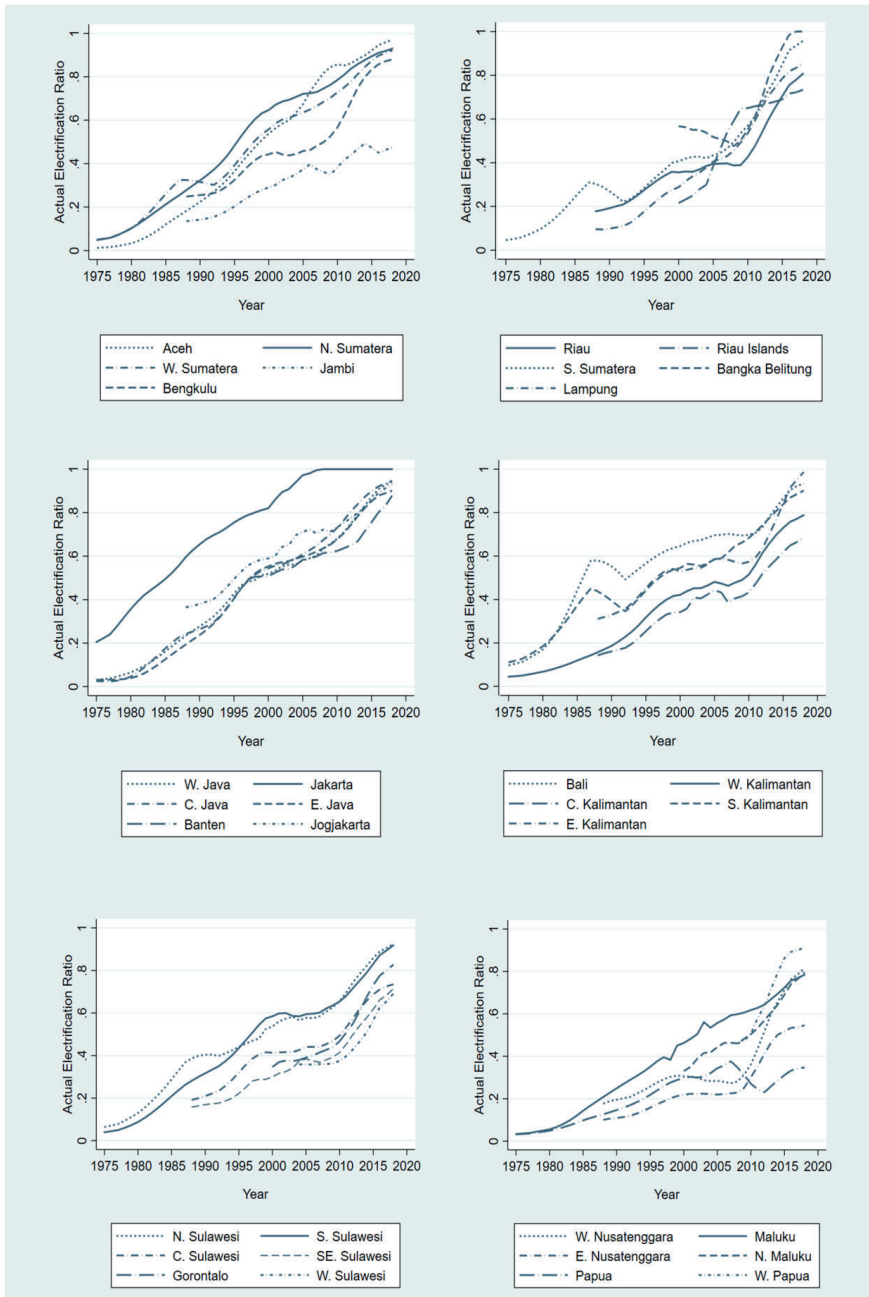 Actual Electrification Ratio
1
.8
.6
.4
.2
0
1975 1980 1985 1990 1995 2000 2005 2010 2015 2020
Year
Aceh N. Sumatera
W. Sumatera Jambi
Bengkulu
Actual Electrification Ratio
1
.8
.6
.4
.2
0
1975 1980 1985 1990 1995 2000 2005 2010 2015 2020
Year
Riau Riau Islands
S. Sumatera Bangka Belitung
Lampung
Actual Electrification Ratio
1
.8
.6
.4
.2
0
1975 1980 1985 1990 1995 2000 2005 2010 2015 2020
Year
W. Java Jakarta
C. Java E. Java
Banten Jogjakarta
Actual Electrification Ratio
1
.8
.6
.4
.2
0
1975 1980 1985 1990 1995 2000 2005 2010 2015 2020
Year
Bali W. Kalimantan
C. Kalimantan S. Kalimantan
E. Kalimantan
Actual Electrification Ratio
1
.8
.6
.4
.2
0
1975 1980 1985 1990 1995 2000 2005 2010 2015 2020
Year
N. Sulawesi S. Sulawesi
C. Sulawesi SE. Sulawesi
Gorontalo W. Sulawesi
Actual Electrification Ratio
1
.8
.6
.4
.2
0
1975 1980 1985 1990 1995 2000 2005 2010 2015 2020
Year
W. Nusatenggara Maluku
E. Nusatenggara N. Maluku
Papua W. Papua